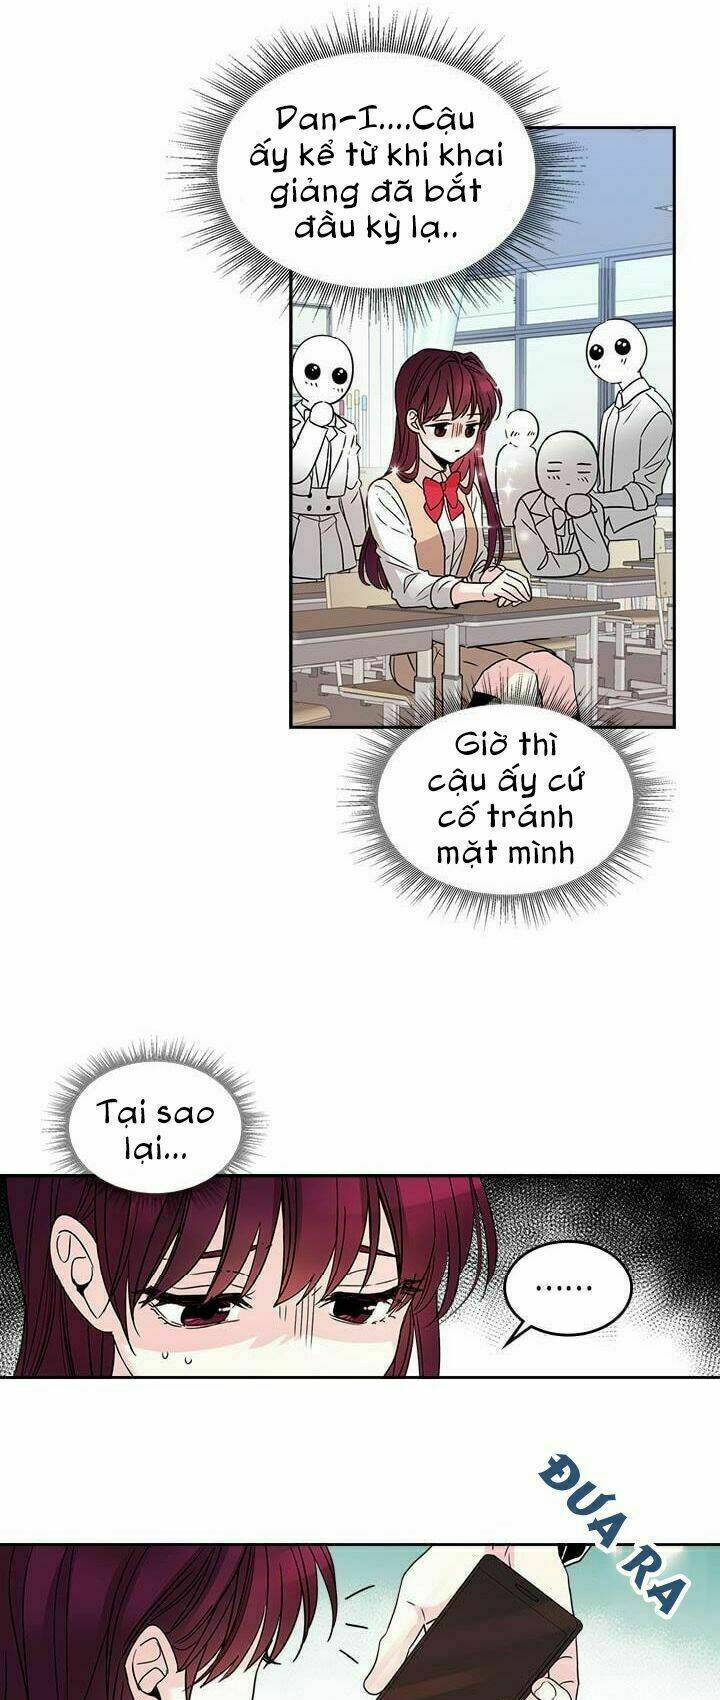 Dan-I....Cậu
ấy kể từ khi khai
giảng đã bắt
đầu kỳ lạ..
Giờ thì
cậu ấy cứ
cố tránh
mặt mình
Tại sao
lại...
......
ĐƯA RA